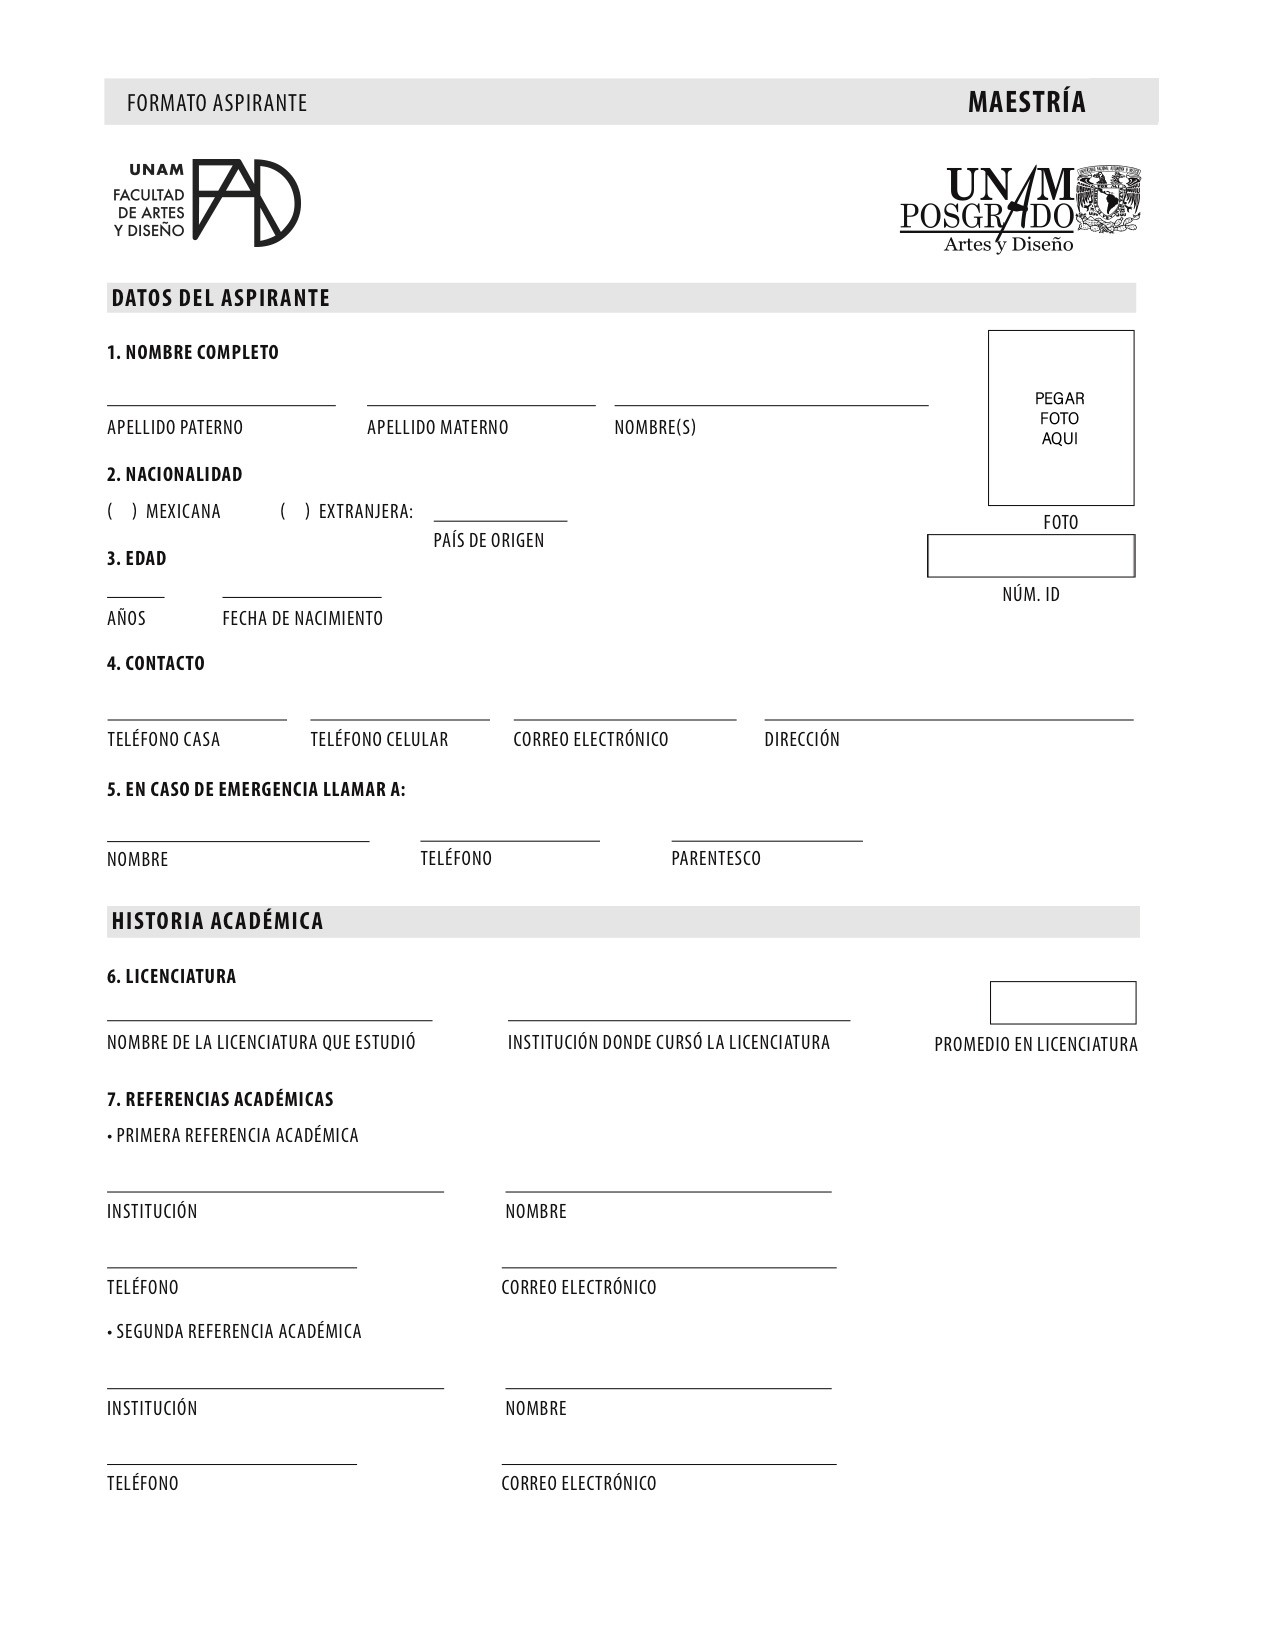 FORMATO ASPIRANTE MAESTRÍA
UNAM
FACULTAD
DE ARTES
Y DISEÑO
FAD
UNAM
POSGRADO
Artes y Diseño
DATOS DEL ASPIRANTE
1. NOMBRE COMPLETO
APELLIDO PATERNO APELLIDO MATERNO NOMBRE(S)
PEGAR
FOTO
AQUI
FOTO
NÚM. ID
2. NACIONALIDAD
( ) MEXICANA ( ) EXTRANJERA:
PAÍS DE ORIGEN
3. EDAD
AÑOS FECHA DE NACIMIENTO
4. CONTACTO
TELÉFONO CASA TELÉFONO CELULAR CORREO ELECTRÓNICO DIRECCIÓN
5. EN CASO DE EMERGENCIA LLAMAR A:
NOMBRE TELÉFONO PARENTESCO
HISTORIA ACADÉMICA
6. LICENCIATURA
NOMBRE DE LA LICENCIATURA QUE ESTUDIÓ INSTITUCIÓN DONDE CURSÓ LA LICENCIATURA PROMEDIO EN LICENCIATURA
7. REFERENCIAS ACADÉMICAS
• PRIMERA REFERENCIA ACADÉMICA
INSTITUCIÓN NOMBRE
TELÉFONO CORREO ELECTRÓNICO
• SEGUNDA REFERENCIA ACADÉMICA
INSTITUCIÓN NOMBRE
TELÉFONO CORREO ELECTRÓNICO